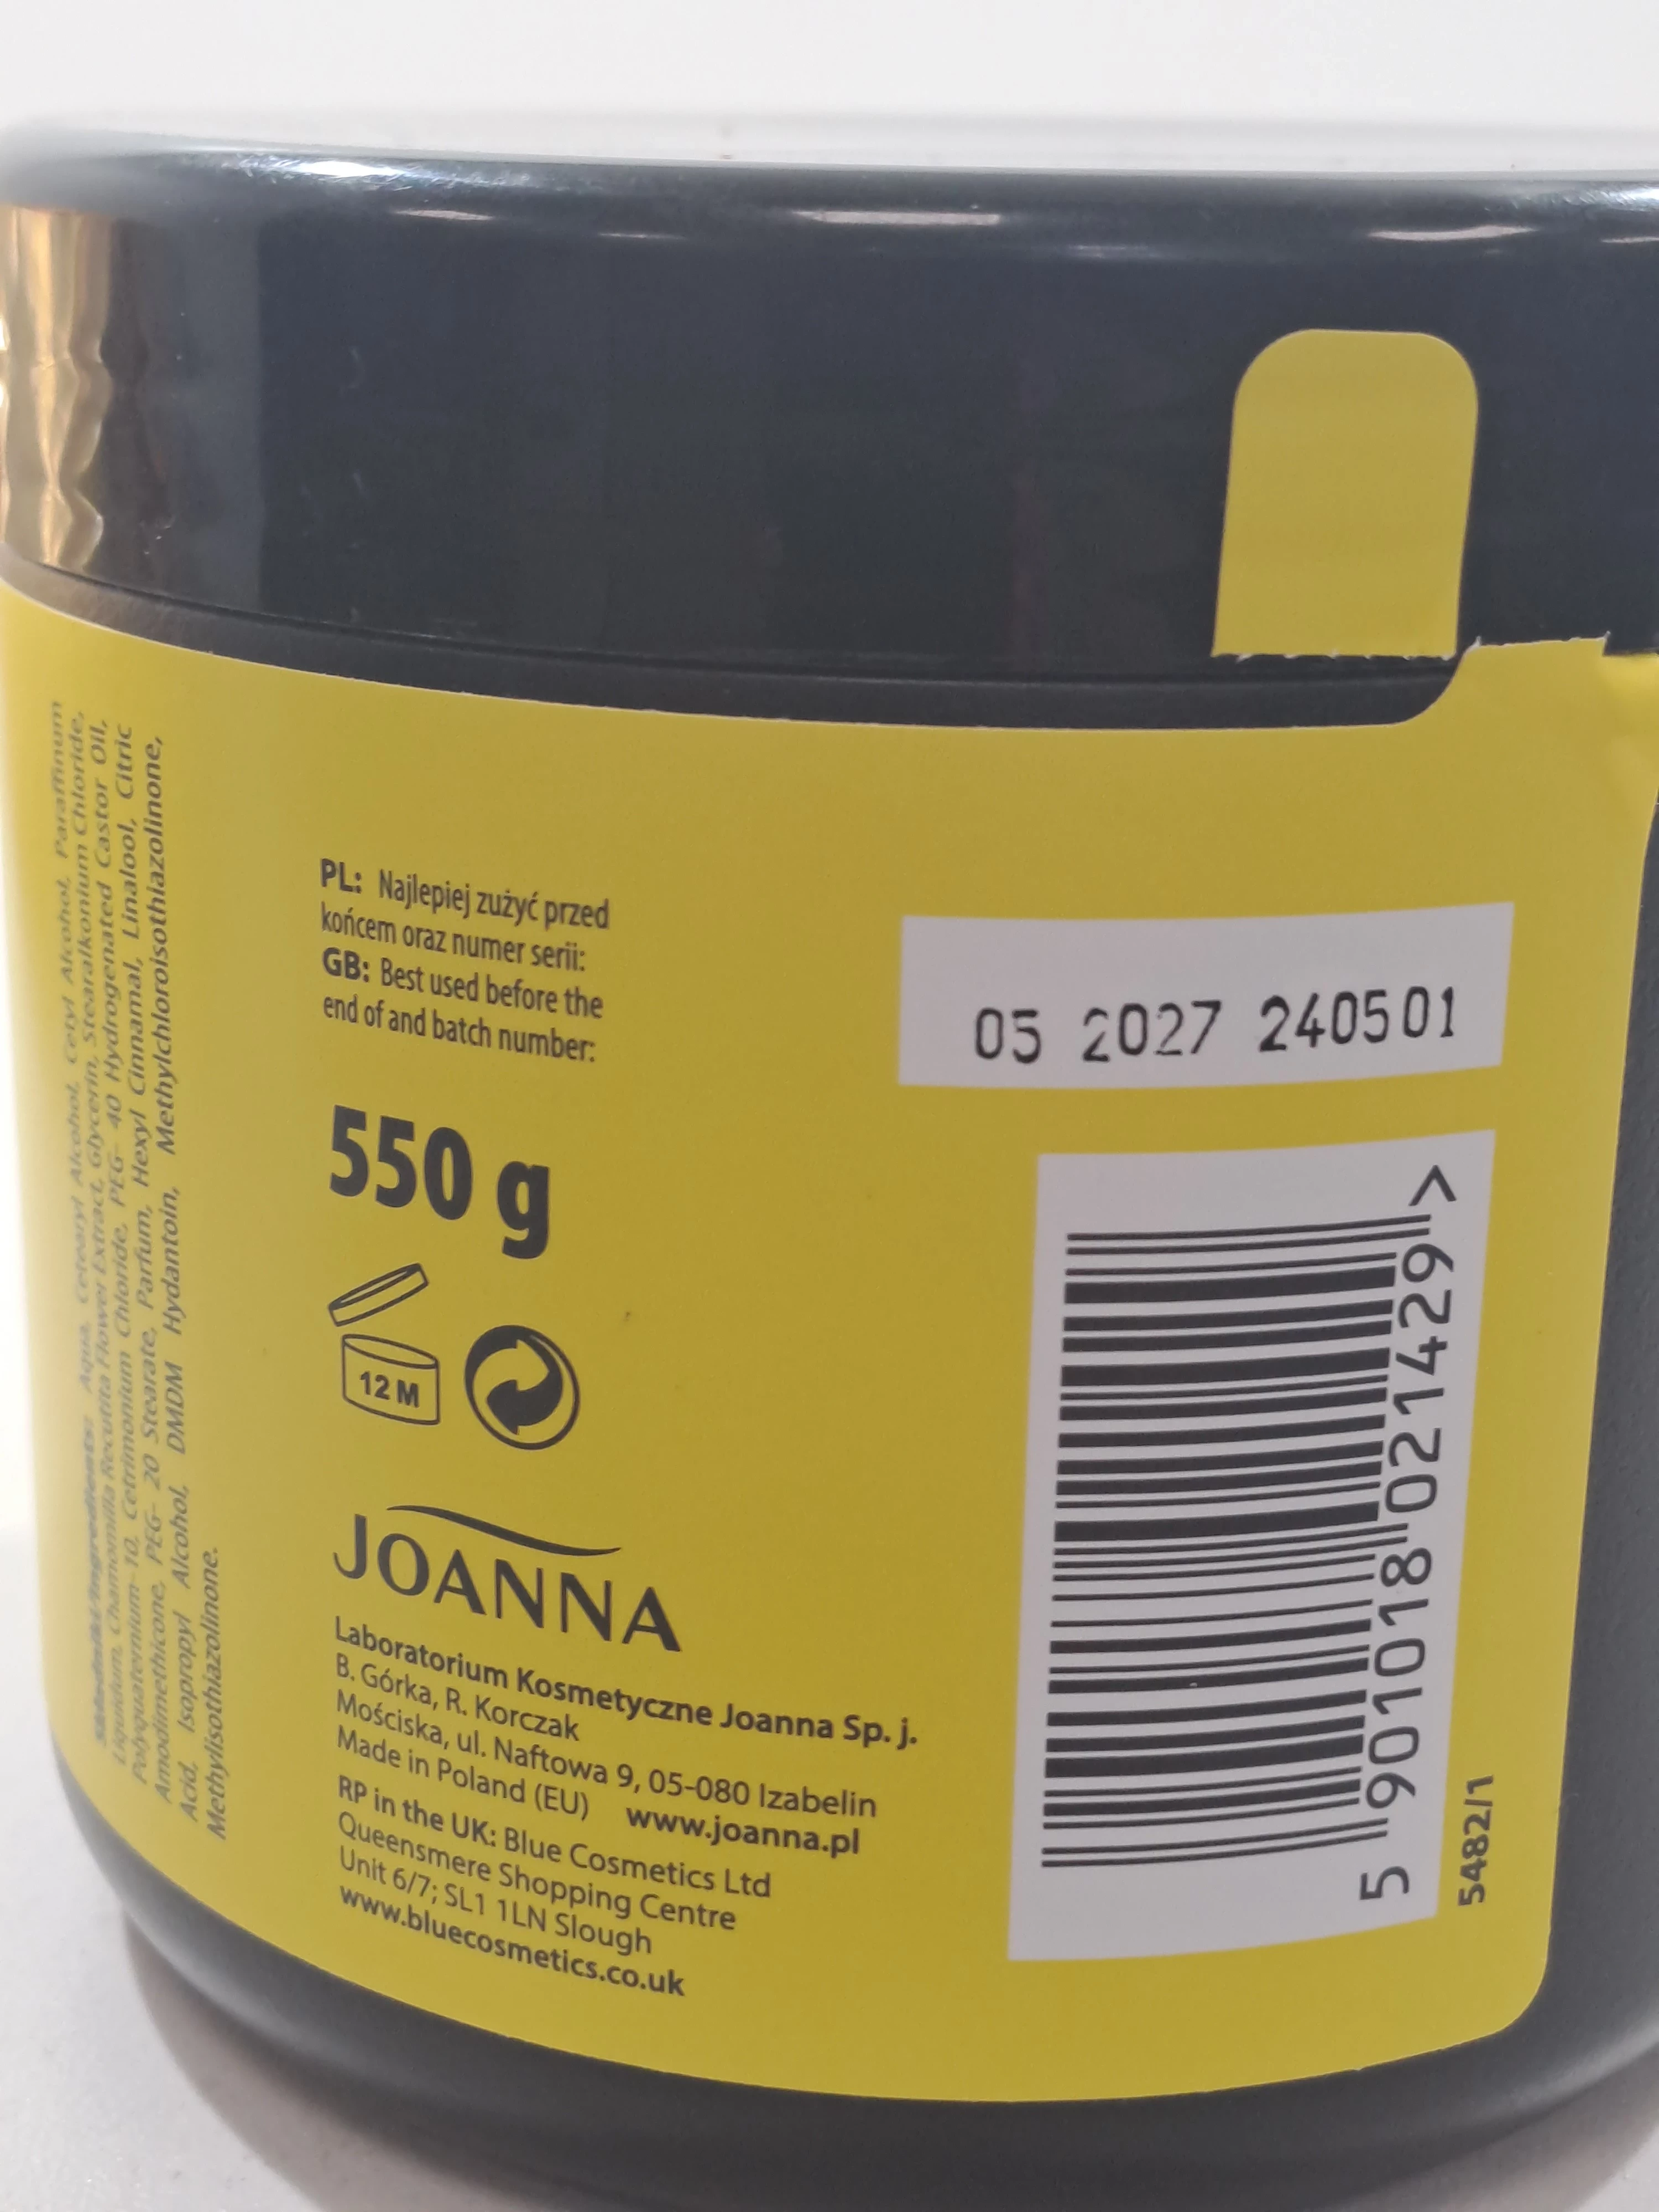 Składniki/Ingredients: Aqua, Cetearyl Alcohol, Cetyl Alcohol, Paraffinum
Liquidum, Chamomilla Recutita Flower Extract, Glycerin, Stearalkonium Chloride,
Polyquaternium- 10, Cetrimonium Chloride, PEG- 40 Hydrogenated Castor Oil,
Amodimethicone, PEG- 20 Stearate, Parfum, Hexyl Cinnamal, Linalool, Citric
Acid, Isopropyl Alcohol, DMDM Hydantoin, Methylchloroisothiazolinone,
Methylisothiazolinone.
PL: Najlepiej zużyć przed
końcem oraz numer serii:
GB: Best used before the
end of and batch number:
05 2027 240501
550 g
12 M
JOANNA
Laboratorium Kosmetyczne Joanna Sp. j.
B. Górka, R. Korczak
Mościska, ul. Naftowa 9, 05-080 Izabelin
Made in Poland (EU) www.joanna.pl
RP in the UK: Blue Cosmetics Ltd
Queensmere Shopping Centre
Unit 6/7; SL1 1LN Slough
www.bluecosmetics.co.uk
5 901018 021429 >
5482/1